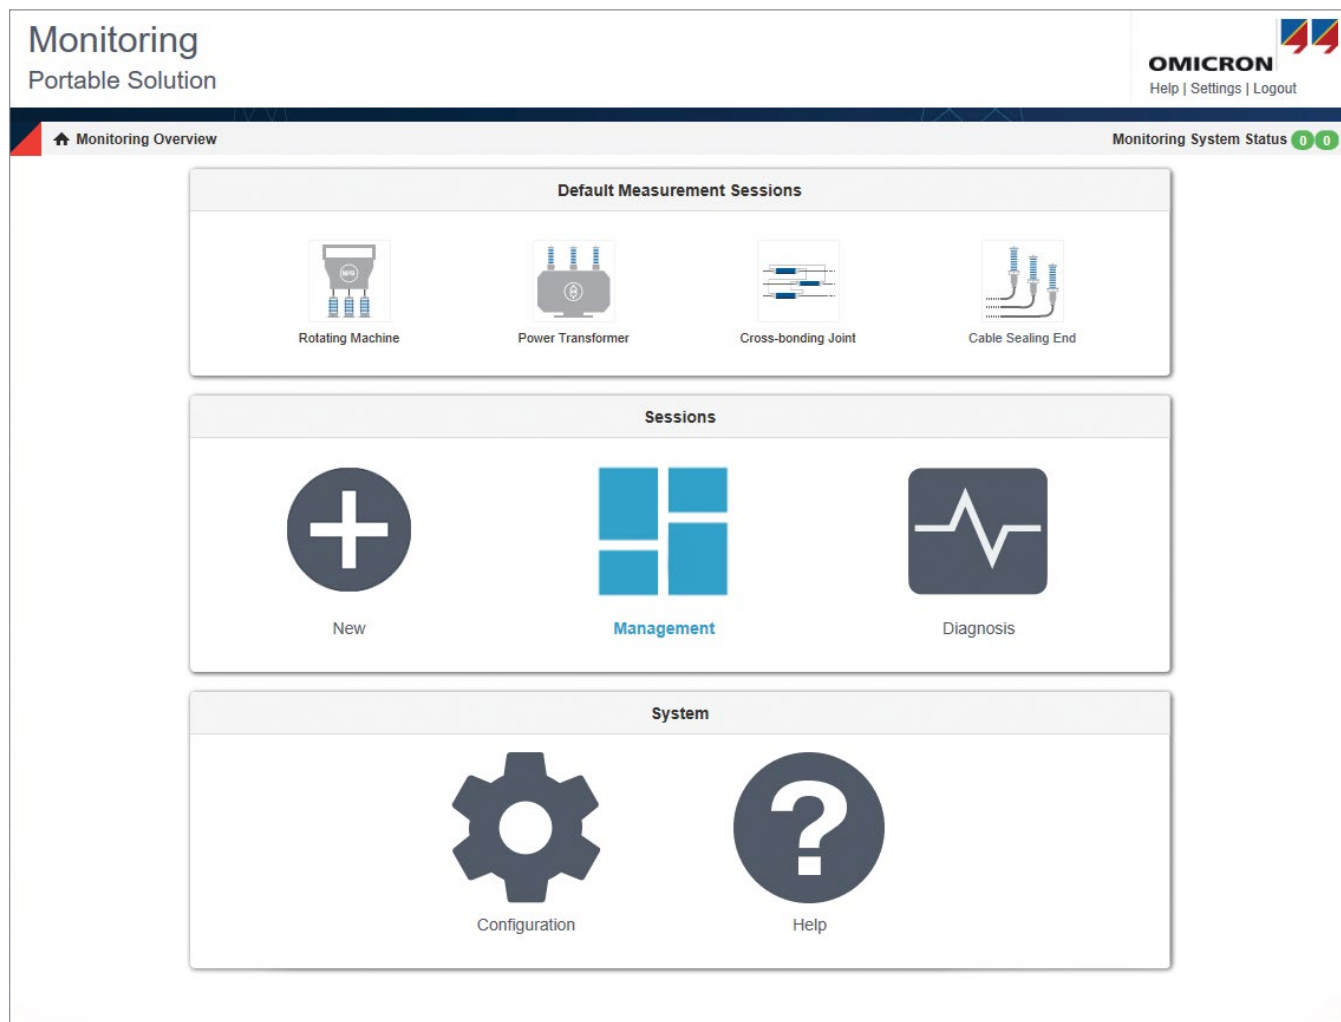 Monitoring
Portable Solution
OMICRON
Help | Settings | Logout
Monitoring Overview
Monitoring System Status 0 0
Default Measurement Sessions
M/G
Rotating Machine
Power Transformer
Cross-bonding Joint
Cable Sealing End
Sessions
New
Management
Diagnosis
System
Configuration
Help